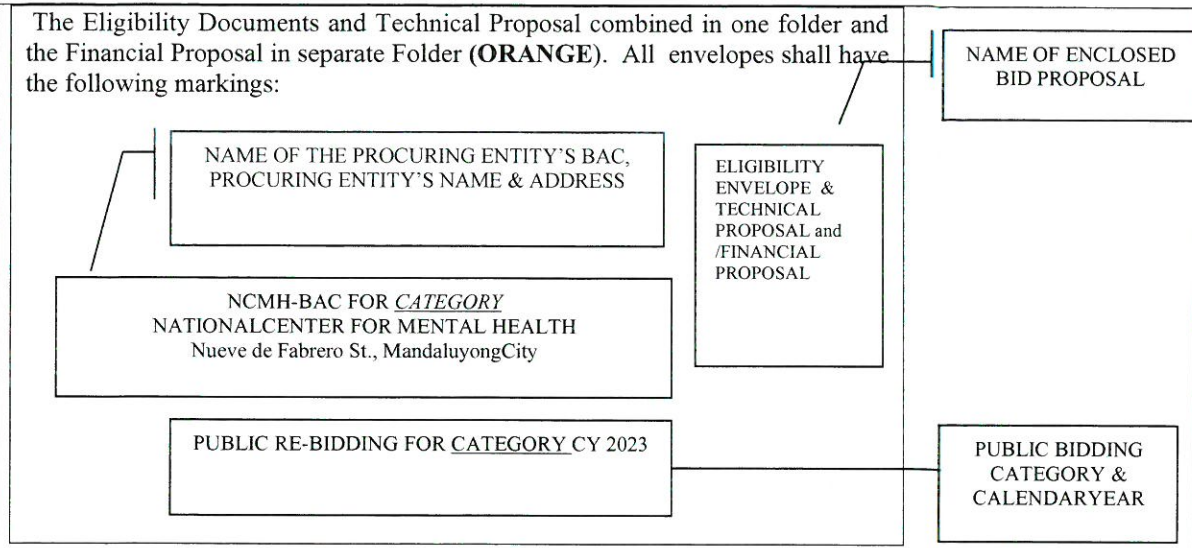 The Eligibility Documents and Technical Proposal combined in one folder and
the Financial Proposal in separate Folder (ORANGE). All envelopes shall have
the following markings:
NAME OF ENCLOSED
BID PROPOSAL
NAME OF THE PROCURING ENTITY'S BAC,
PROCURING ENTITY'S NAME & ADDRESS
ELIGIBILITY
ENVELOPE &
TECHNICAL
PROPOSAL and
/FINANCIAL
PROPOSAL
NCMH-BAC FOR CATEGORY
NATIONALCENTER FOR MENTAL HEALTH
Nueve de Fabrero St., MandaluyongCity
PUBLIC RE-BIDDING FOR CATEGORY CY 2023
PUBLIC BIDDING
CATEGORY &
CALENDARYEAR